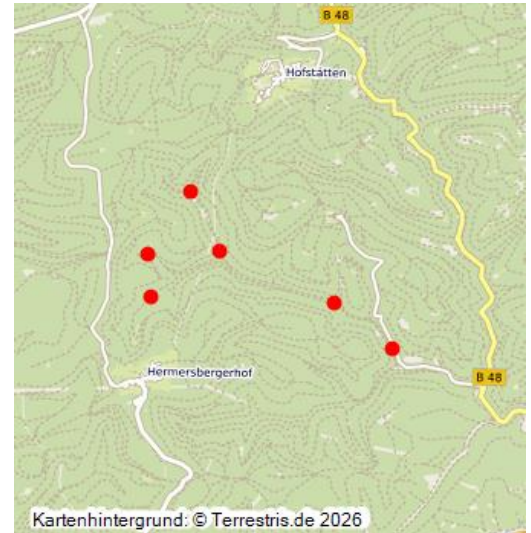 B 48
Hofstätten
Hermersbergerhof
B 48
Kartenhintergrund: © Terrestris.de 2026